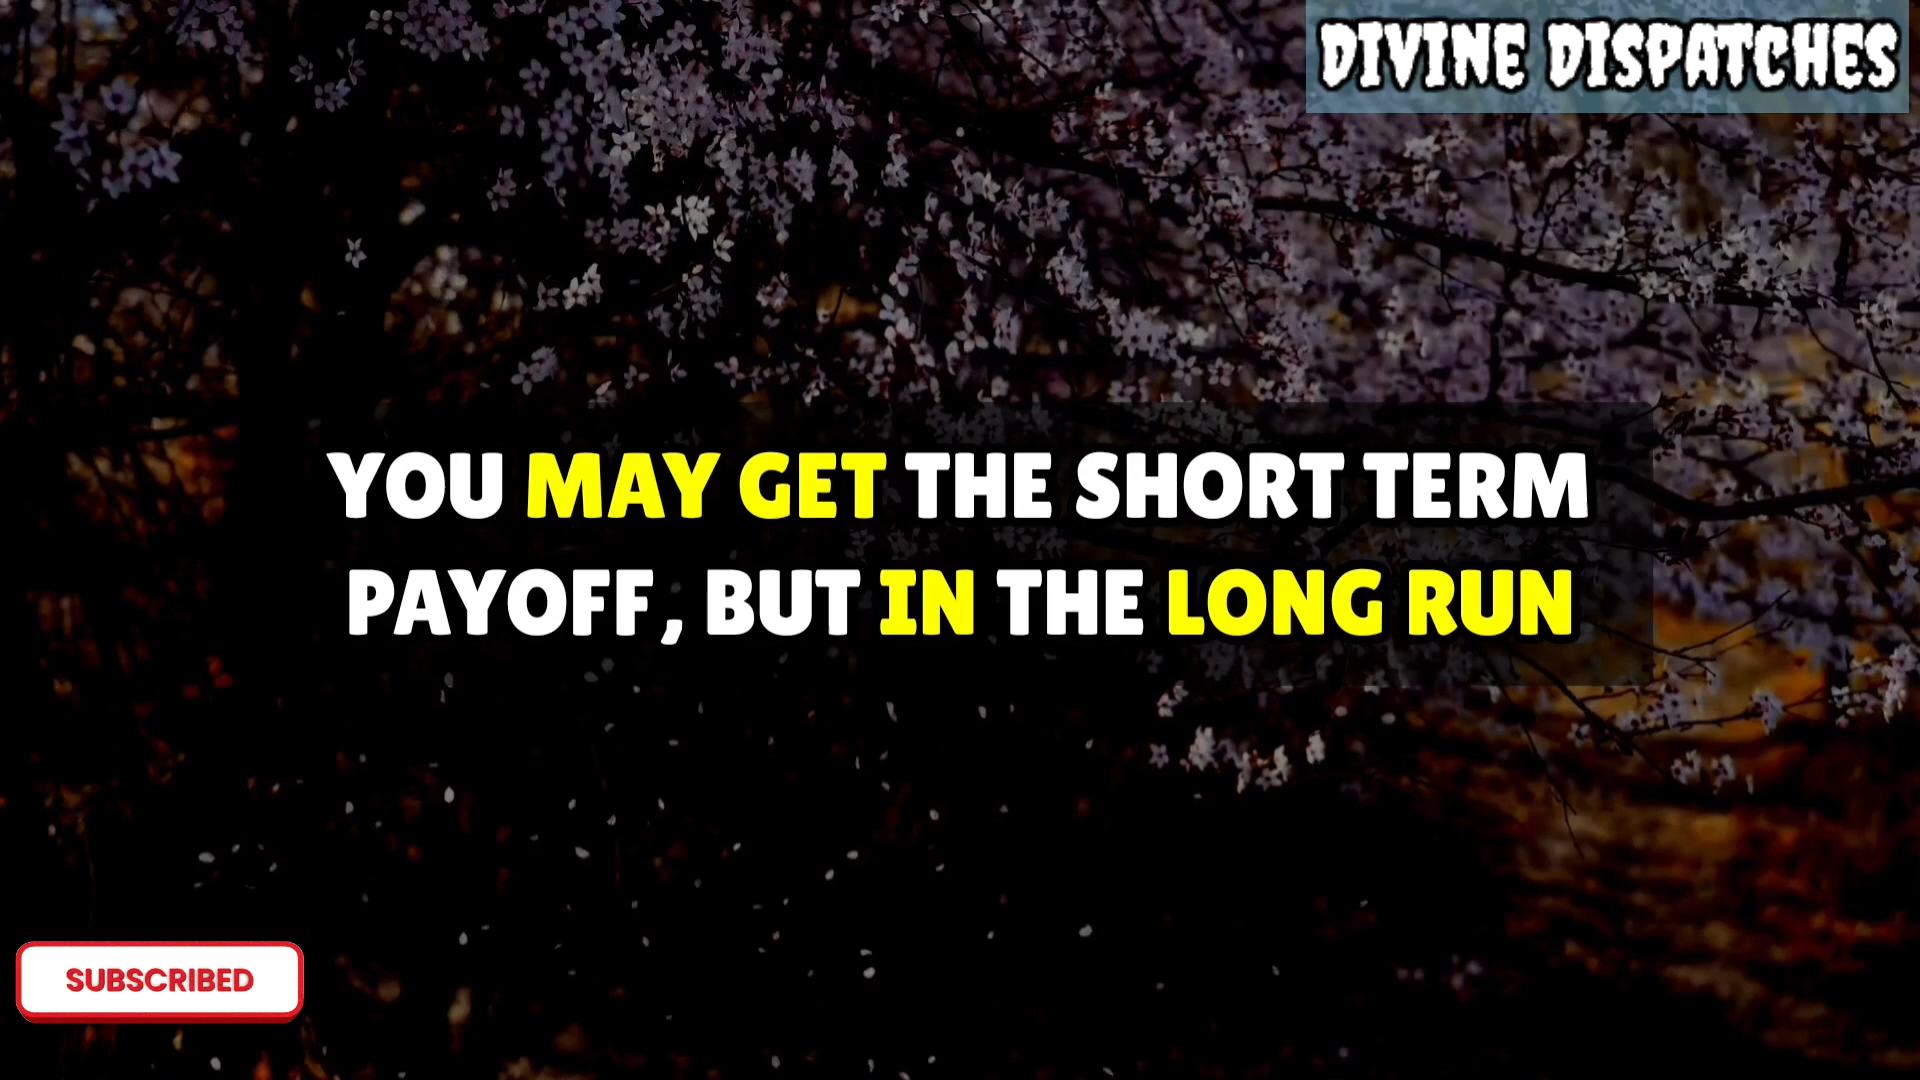 DIVINE DISPATCHES
YOU MAY GET THE SHORT TERM
PAYOFF, BUT IN THE LONG RUN
SUBSCRIBED